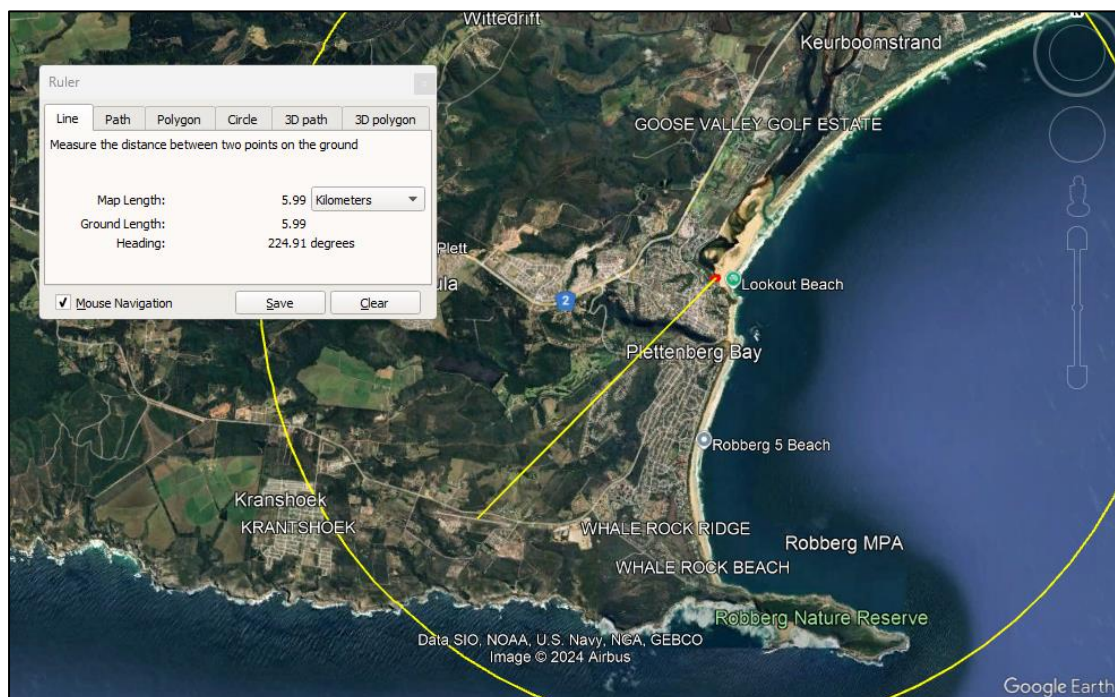 Wittedrift
Keurboomstrand
Ruler
Line Path Polygon Circle 3D path 3D polygon
Measure the distance between two points on the ground
GOOSE VALLEY GOLF ESTATE
Map Length: 5.99 Kilometers
Ground Length: 5.99
Heading: 224.91 degrees
Plett
ula
Lookout Beach
Mouse Navigation Save Clear
2
Plettenberg Bay
Robberg 5 Beach
Kranshoek
KRANTSHOEK
WHALE ROCK RIDGE
Robberg MPA
WHALE ROCK BEACH
Robberg Nature Reserve
Data SIO, NOAA, U.S. Navy, NGA, GEBCO
Image © 2024 Airbus
Google Earth